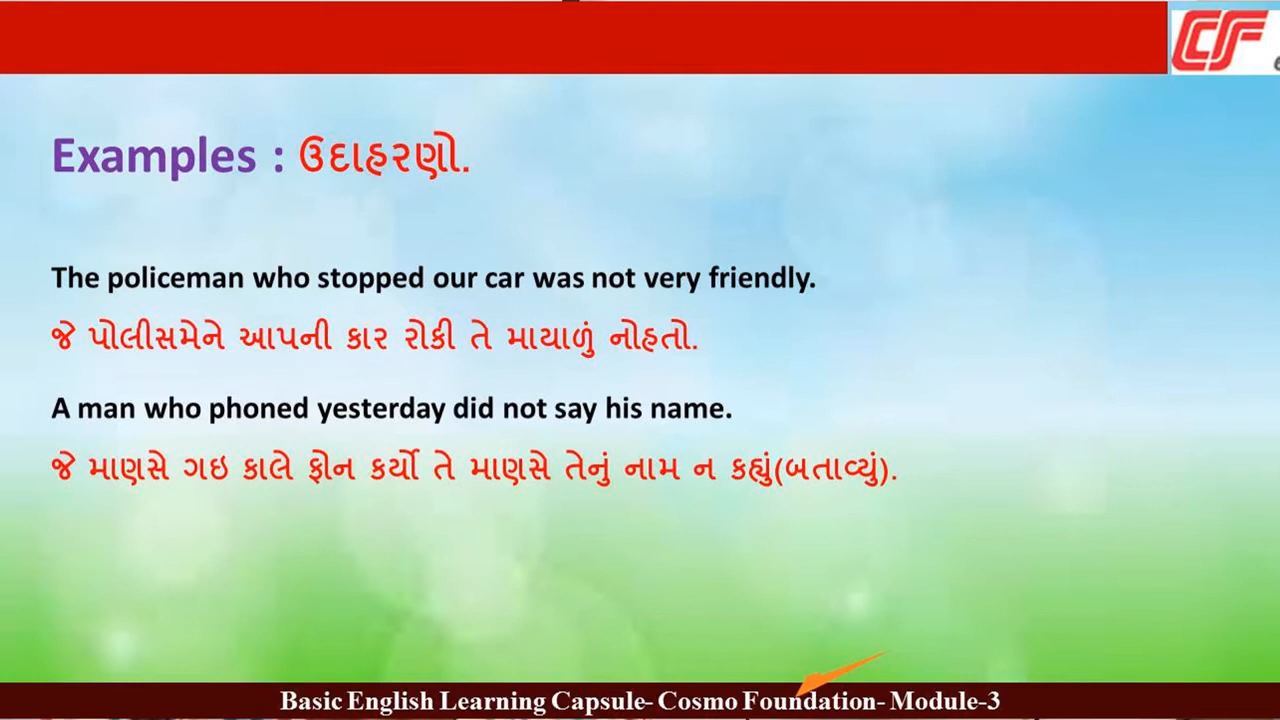 CF
Examples : ઉદાહરણો.
The policeman who stopped our car was not very friendly.
જે પોલીસમેને આપની કાર રોકી તે માયાળું નોહતો.
A man who phoned yesterday did not say his name.
જે માણસે ગઇ કાલે ફોન કર્યો તે માણસે તેનું નામ ન કહ્યું(બતાવ્યું).
Basic English Learning Capsule- Cosmo Foundation- Module-3